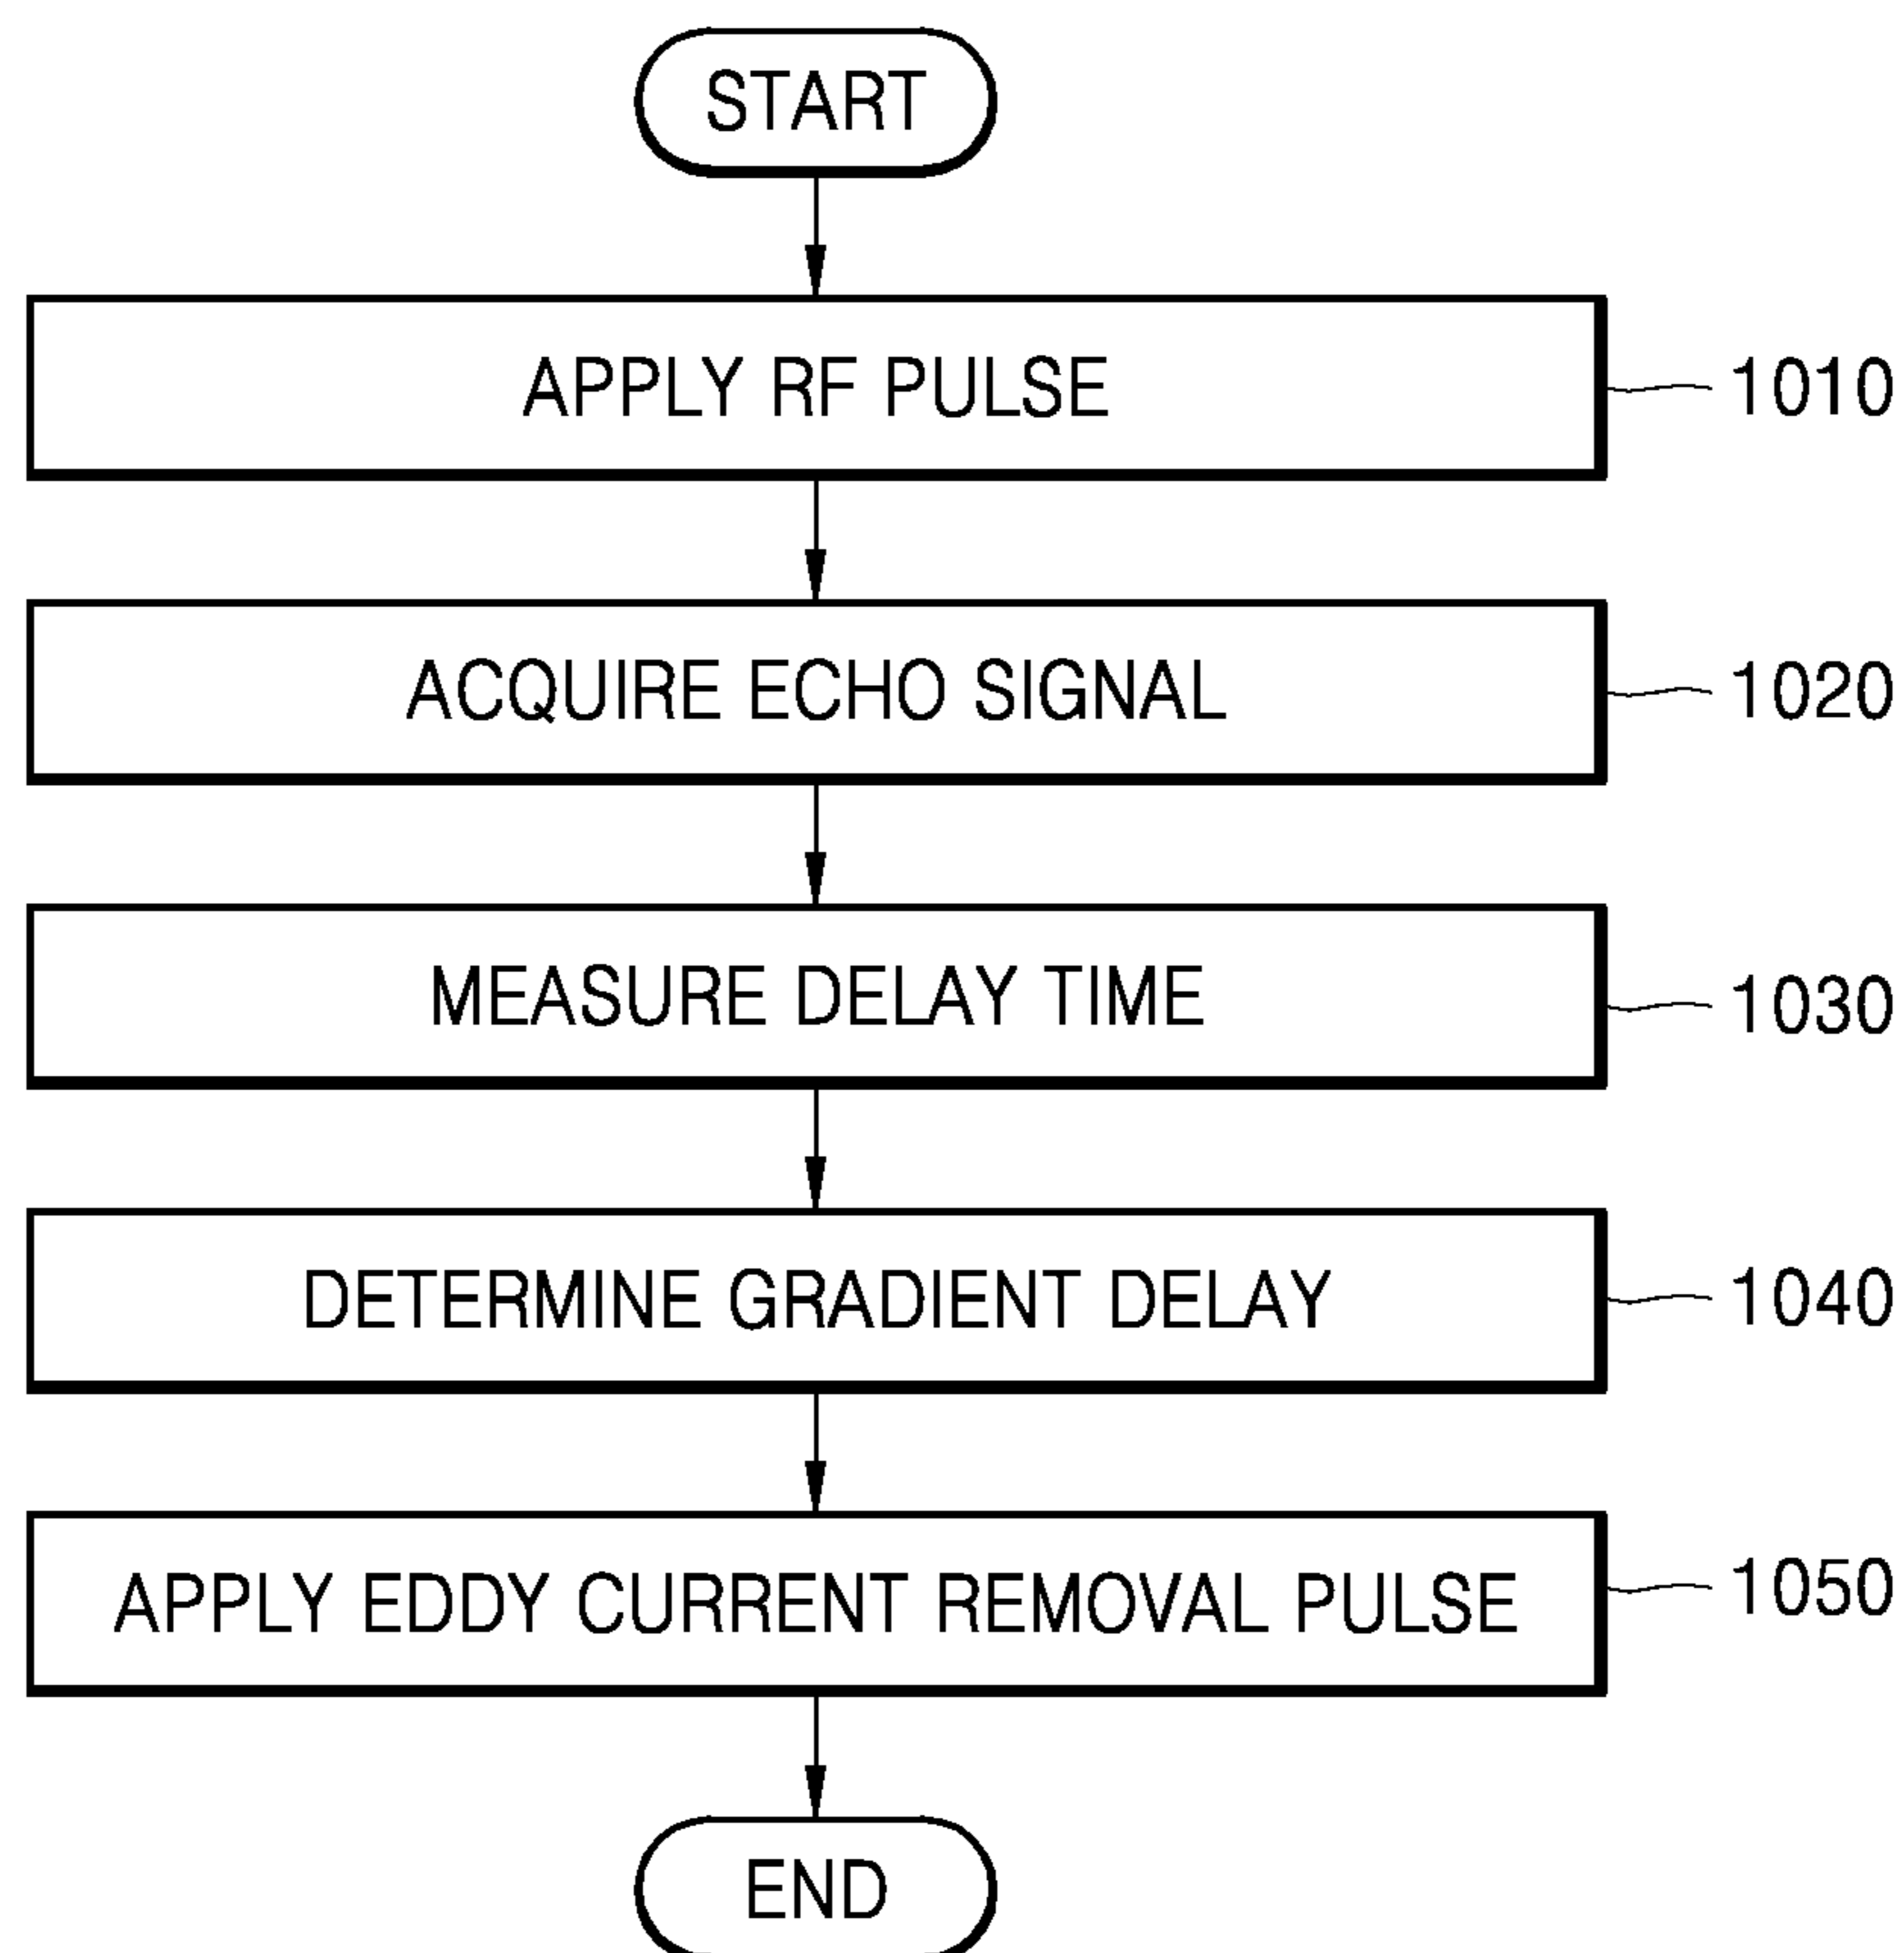 START
APPLY RF PULSE
1010
ACQUIRE ECHO SIGNAL
1020
MEASURE DELAY TIME
1030
DETERMINE GRADIENT DELAY
1040
APPLY EDDY CURRENT REMOVAL PULSE
1050
END